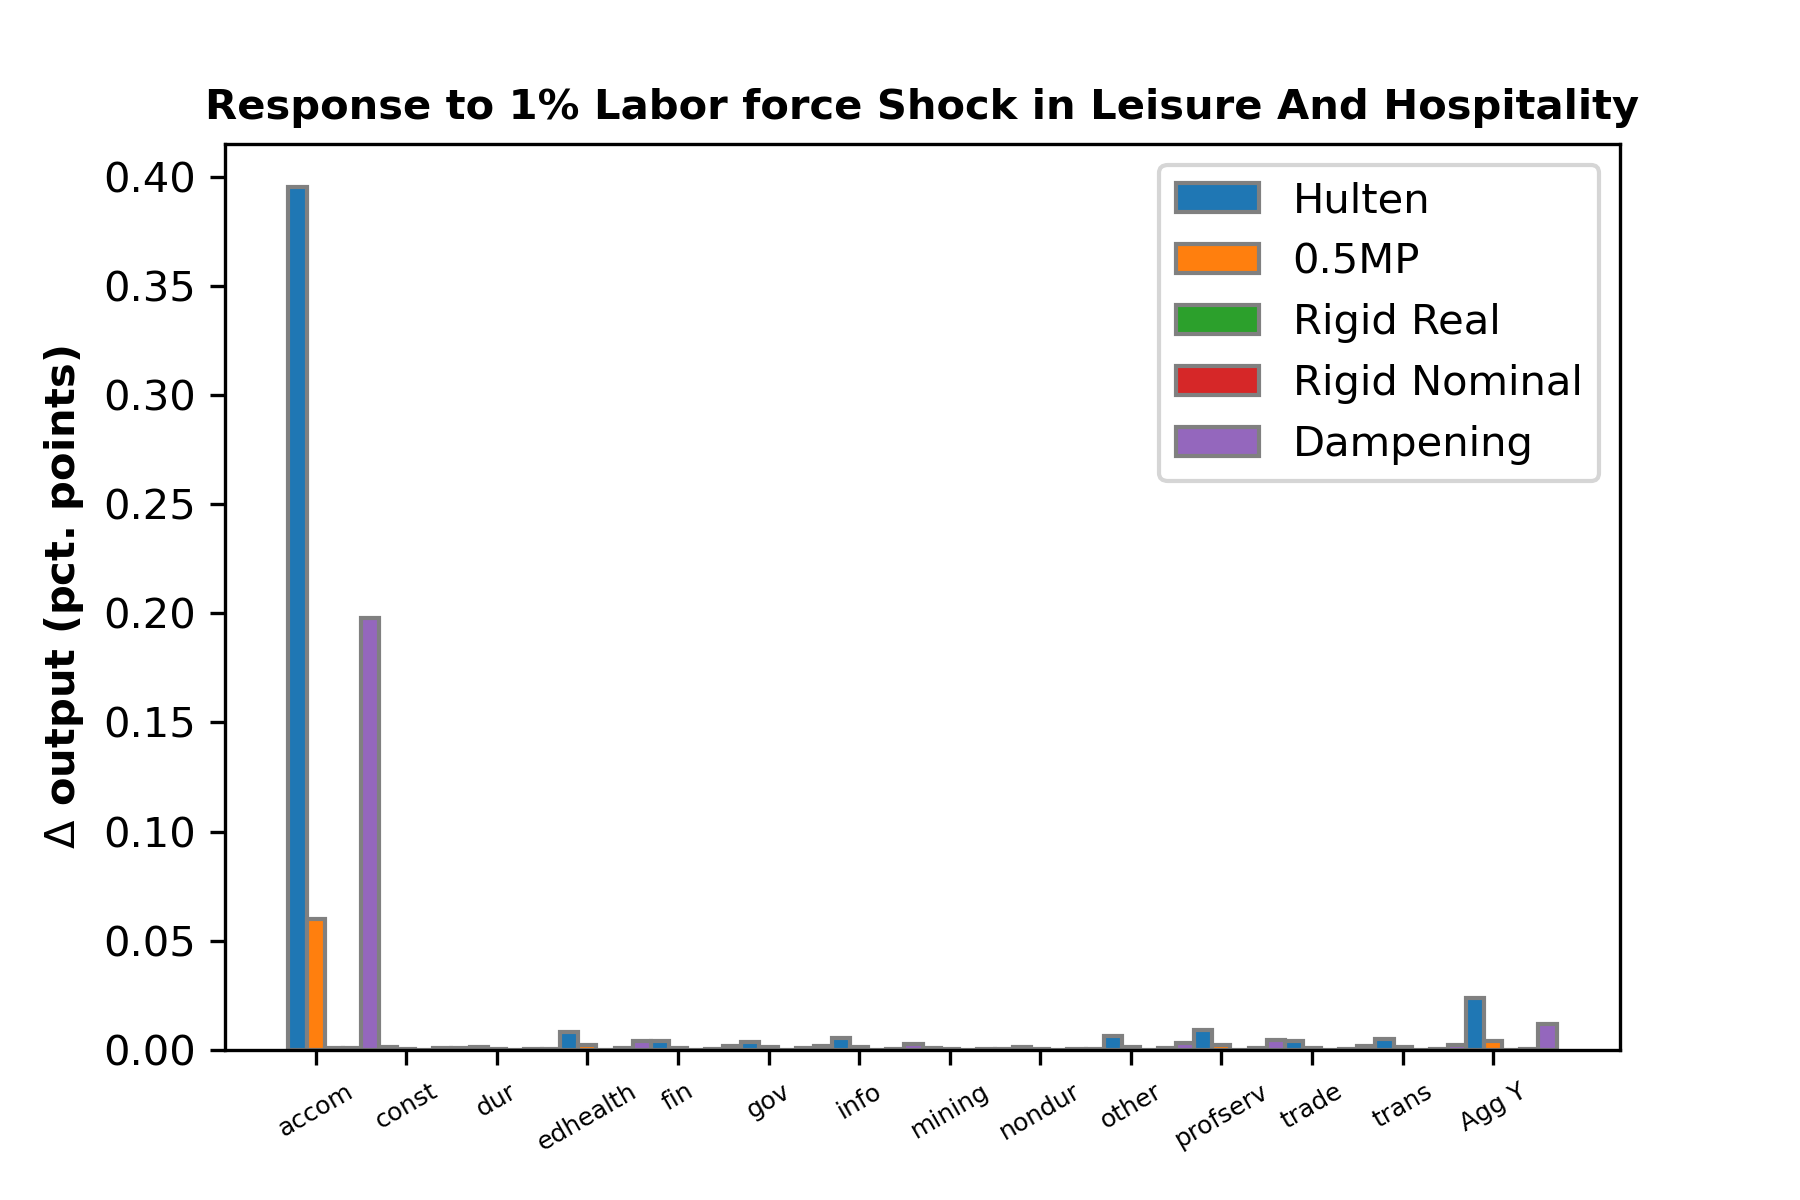 Response to 1% Labor force Shock in Leisure And Hospitality
Δ output (pct. points)
0.40
0.35
0.30
0.25
0.20
0.15
0.10
0.05
0.00
Hulten
0.5MP
Rigid Real
Rigid Nominal
Dampening
accom
const
dur
edhealth
fin
gov
info
mining
nondur
other
profserv
trade
trans
Agg Y